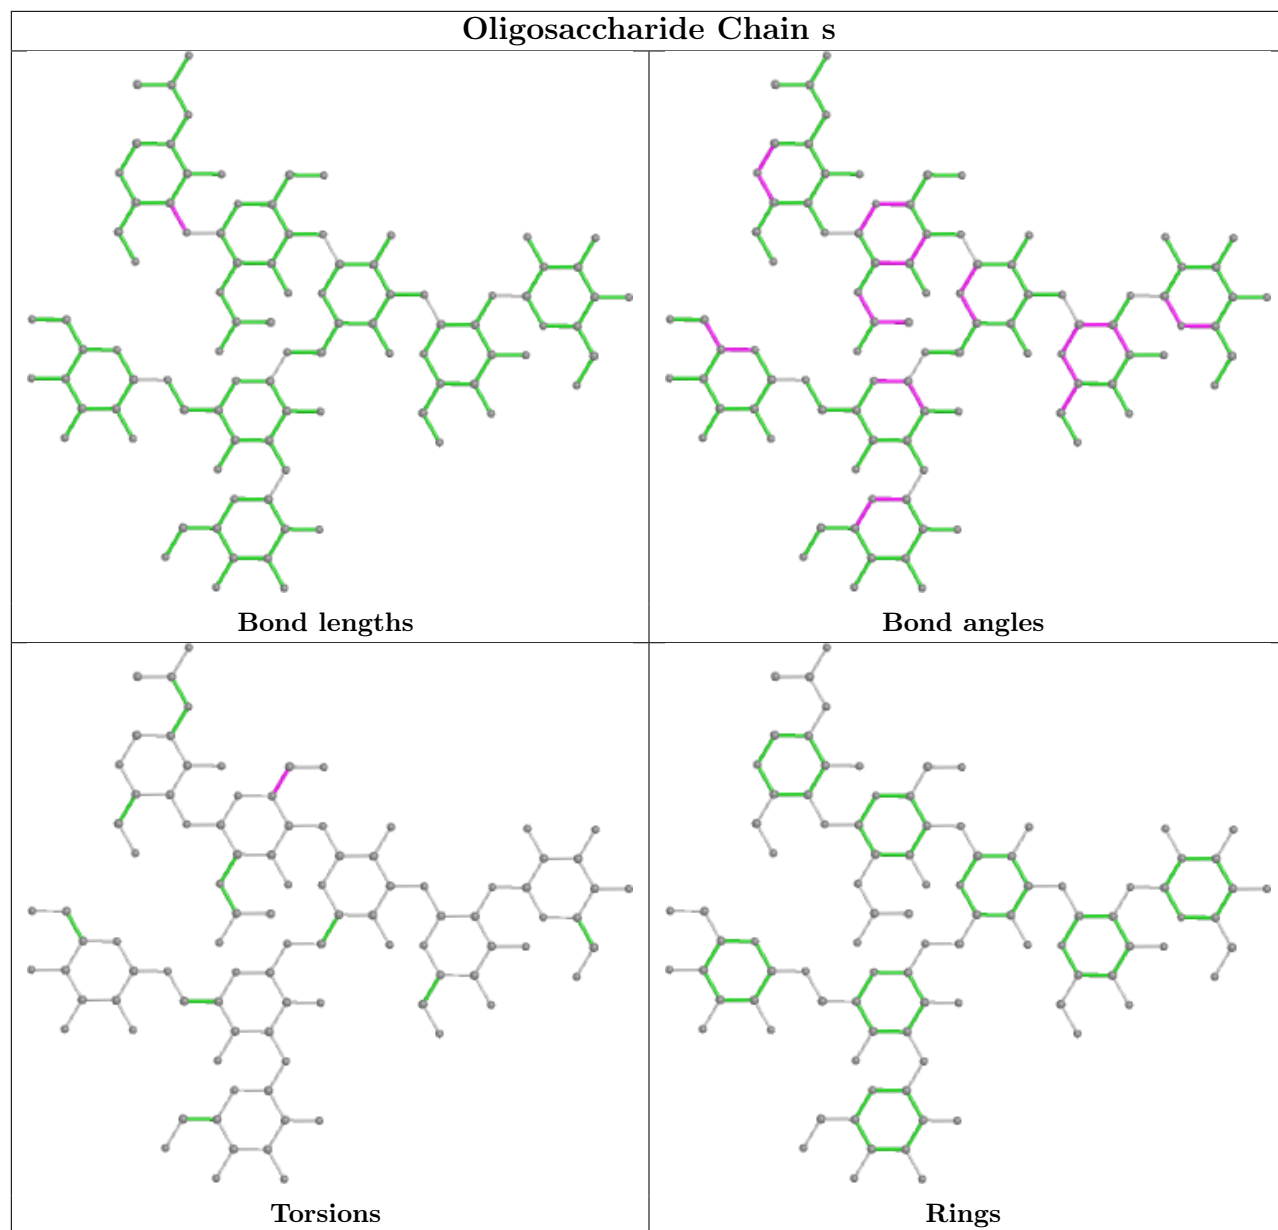 Oligosaccharide Chain s
Bond lengths
Bond angles
Torsions
Rings